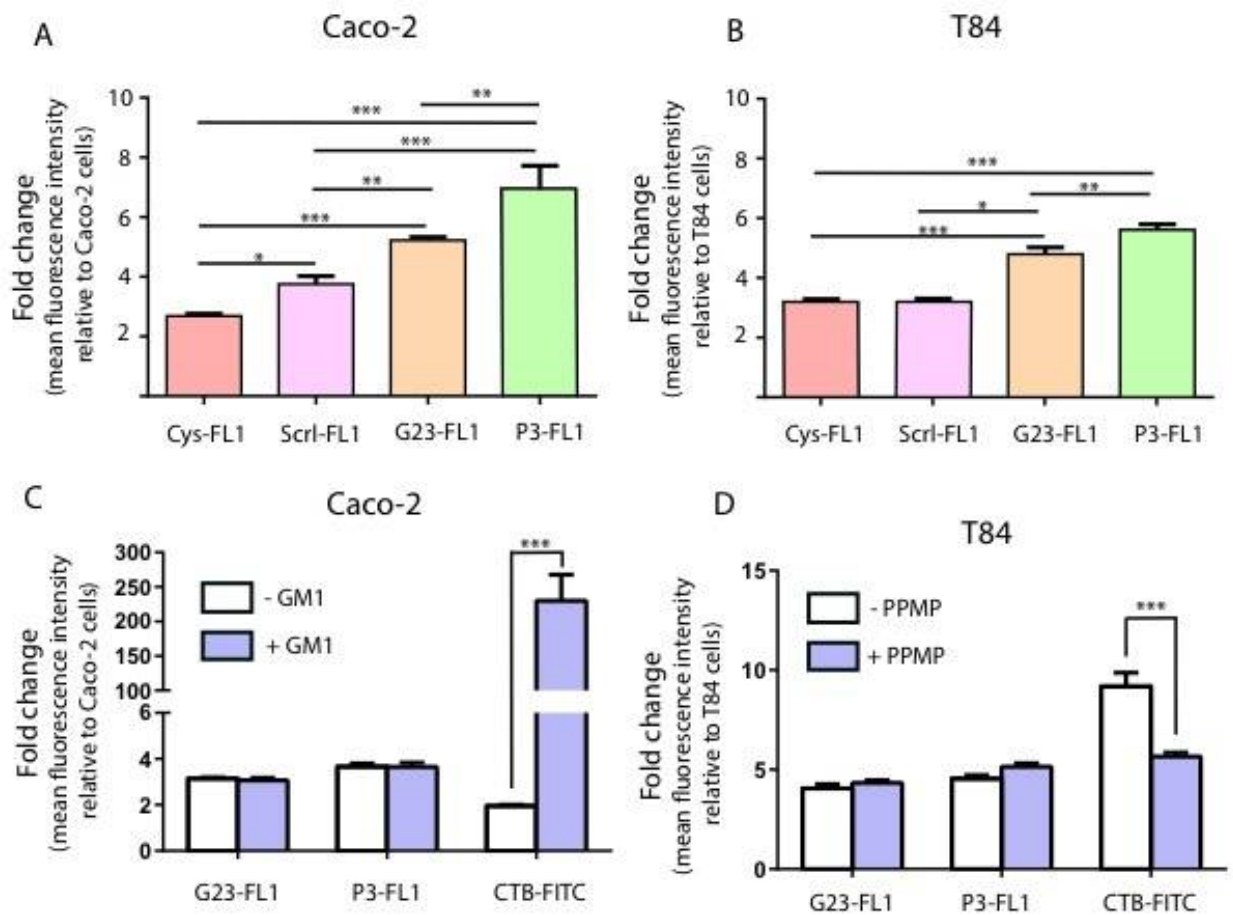 A
Caco-2
Fold change
(mean fluorescence intensity
relative to Caco-2 cells)
10
8
6
4
2
**
***
***
**
***
*
Cys-FL1
Scrl-FL1
G23-FL1
P3-FL1
B
T84
Fold change
(mean fluorescence intensity
relative to T84 cells)
10
8
6
4
2
***
**
*
***
Cys-FL1
Scrl-FL1
G23-FL1
P3-FL1
C
Caco-2
Fold change
(mean fluorescence intensity
relative to Caco-2 cells)
300
250
200
150
100
6
4
2
0
- GM1
+ GM1
***
G23-FL1
P3-FL1
CTB-FITC
D
T84
Fold change
(mean fluorescence intensity
relative to T84 cells)
15
10
5
0
- PPMP
+ PPMP
***
G23-FL1
P3-FL1
CTB-FITC